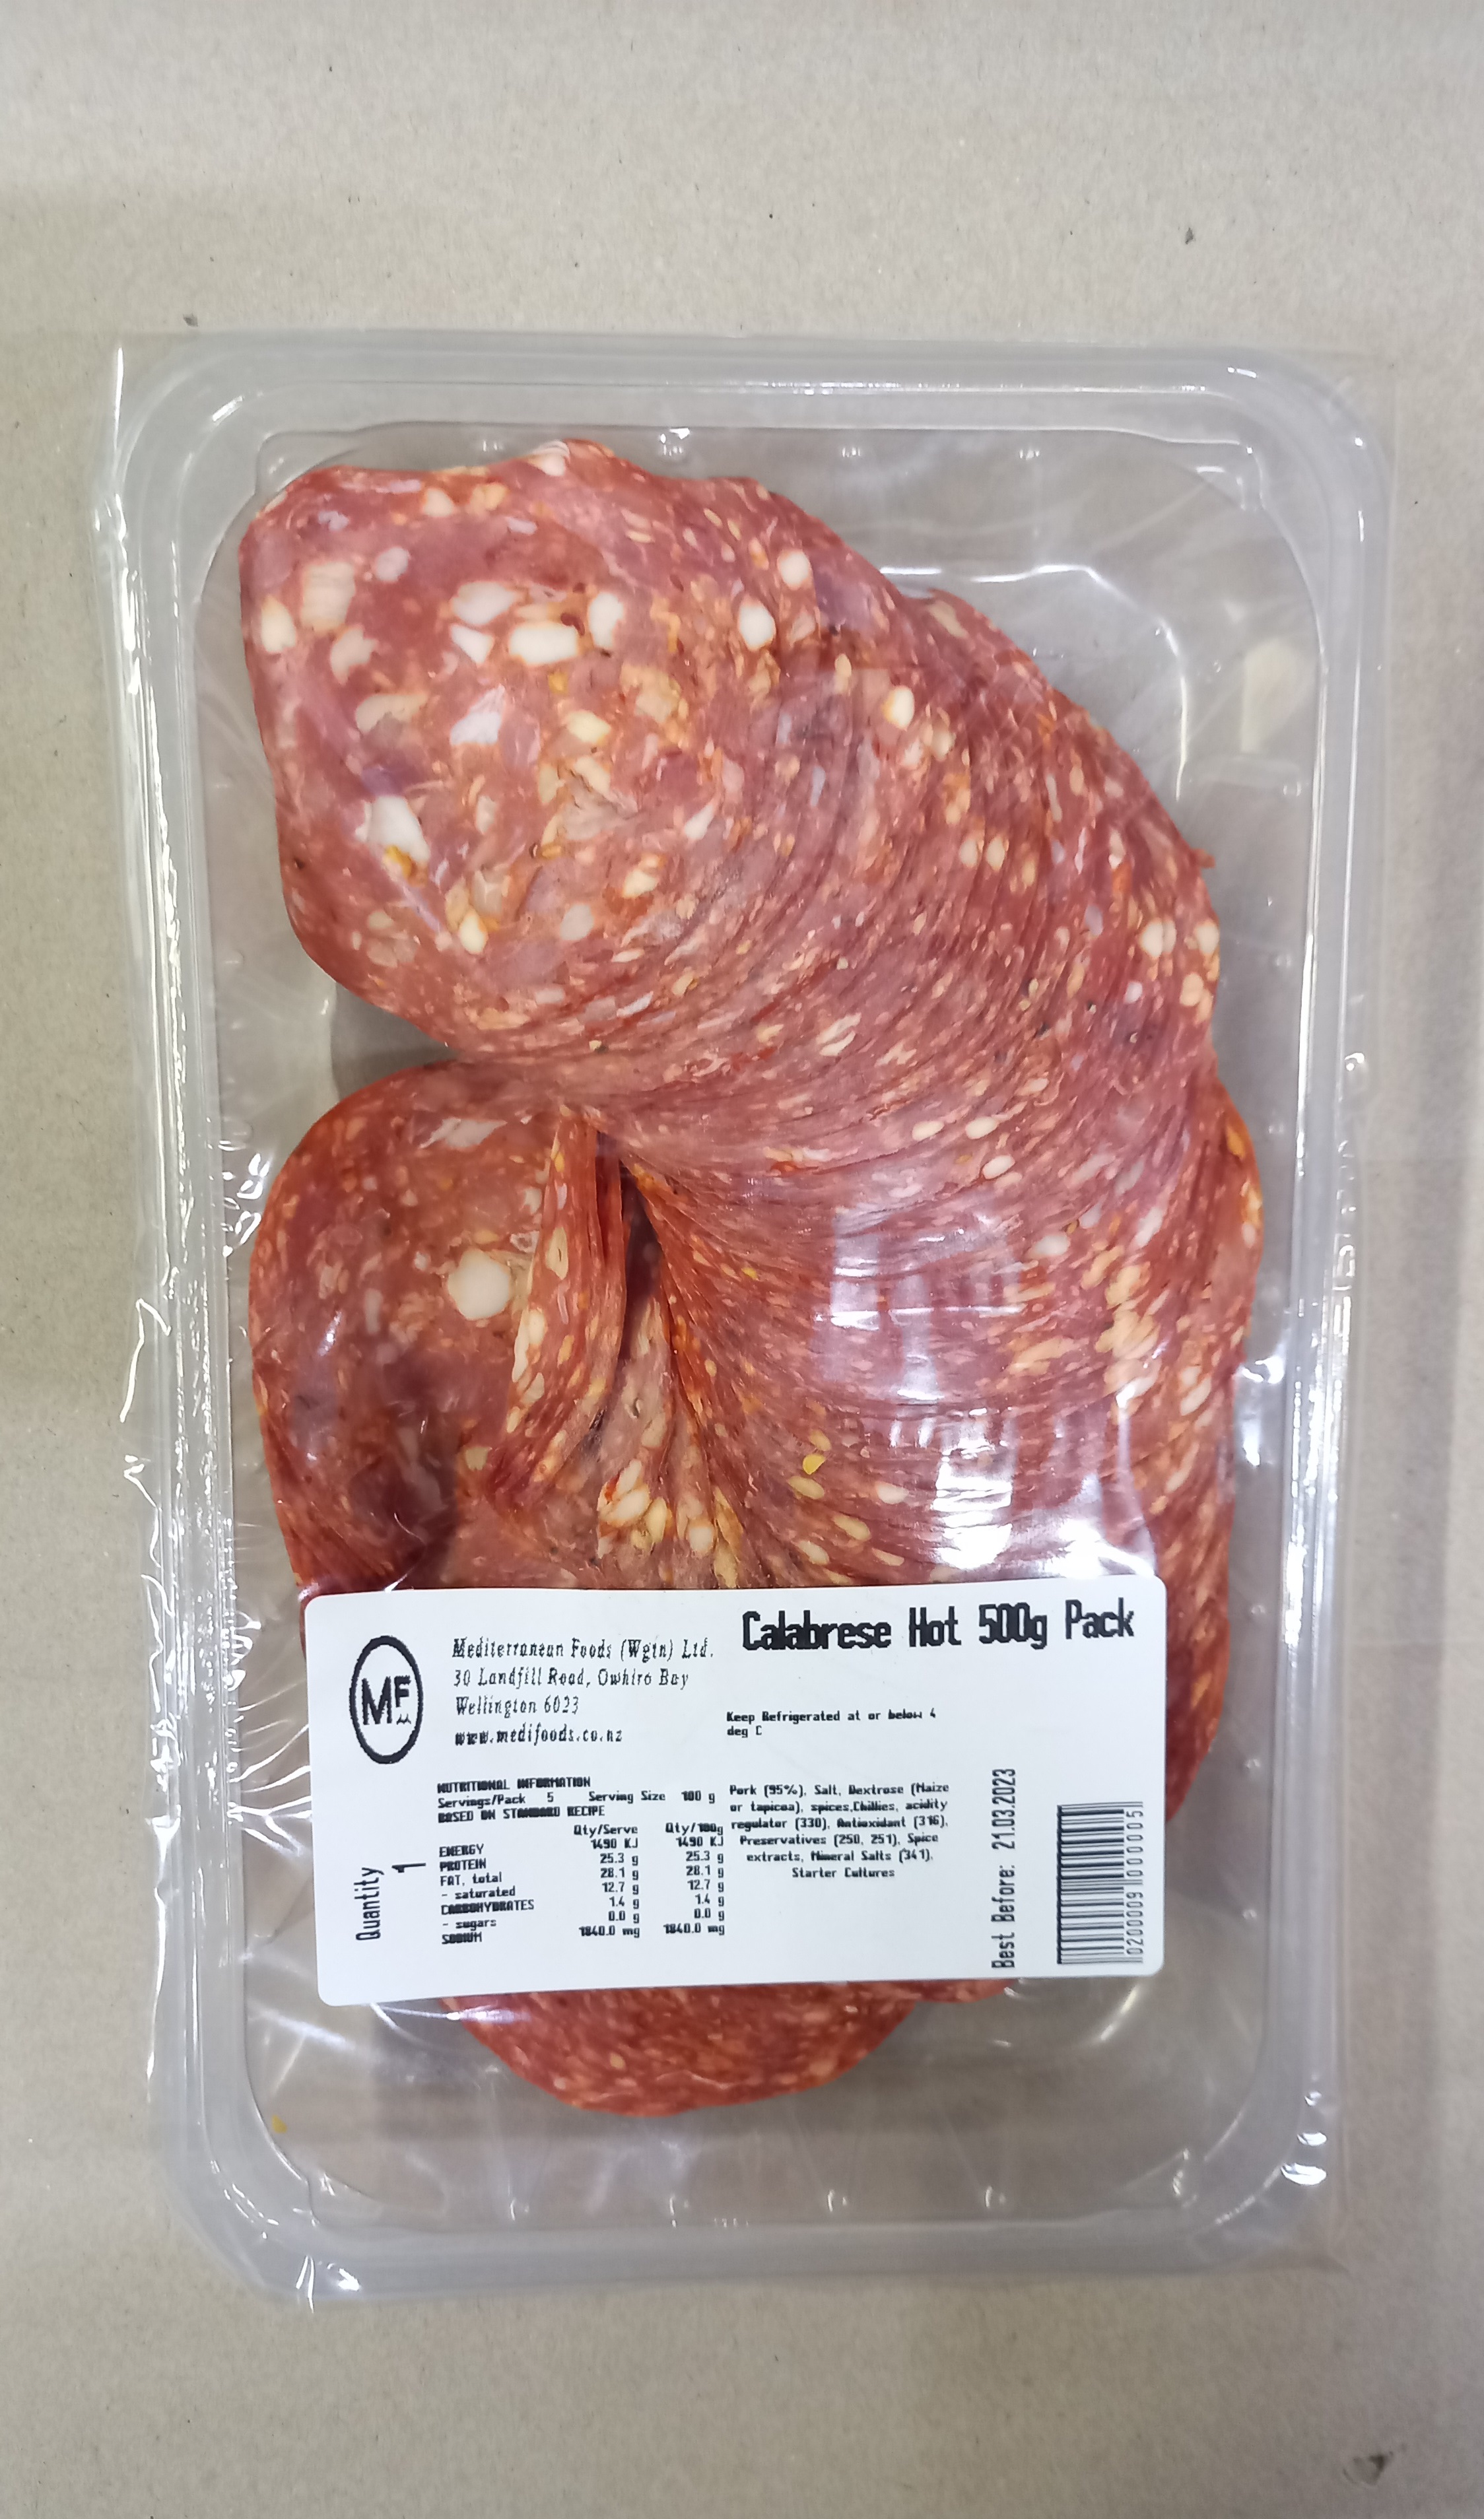 Calabrese Hot 500g Pack
MF
Mediterranean Foods (Wgtn) Ltd.
30 Landfill Road, Owhiro Bay
Wellington 6023
www.medifoods.co.nz
Keep Refrigerated at or below 4
deg C
NUTRITIONAL INFORMATION
Servings/Pack 5 Serving Size 100 g
BASED ON STANDARD RECIPE
Qty/Serve Qty/100g
ENERGY 1490 KJ 1490 KJ
PROTEIN 25.3 g 25.3 g
FAT, total 28.1 g 28.1 g
- saturated 12.7 g 12.7 g
CARBOHYDRATES 1.4 g 1.4 g
- sugars 0.0 g 0.0 g
SODIUM 1840.0 mg 1840.0 mg
Pork (95%), Salt, Dextrose (Maize
or tapicoa), spices,Chillies, acidity
regulator (330), Antioxidant (316),
Preservatives (250, 251), Spice
extracts, Mineral Salts (341).
Starter Cultures
Quantity
1
Best Before: 21.03.2023
0200009 000005